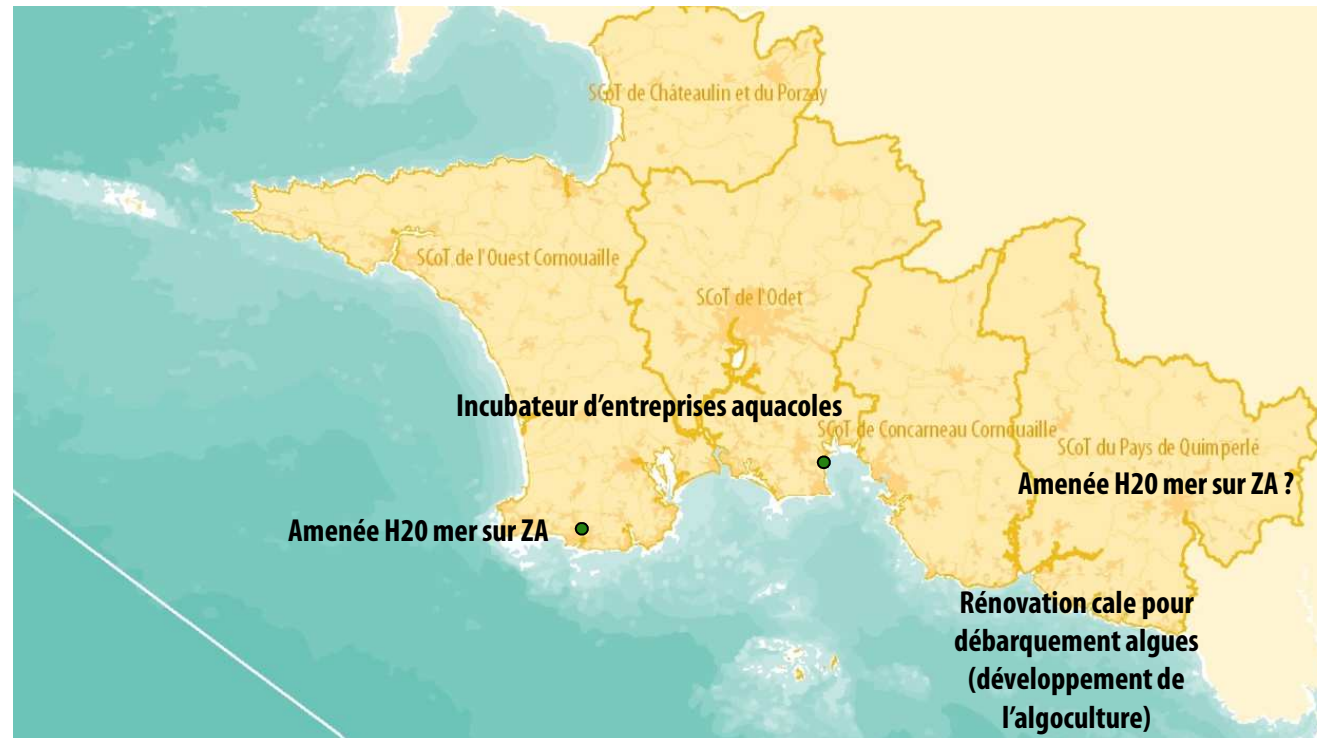 SCoT de Châteaulin et du Porzay
SCoT de l'Ouest Cornouaille
SCoT de l'Odet
Incubateur d'entreprises aquacoles
SCoT de Concarneau Cornouaille
SCoT du Pays de Quimperlé
Amenée H20 mer sur ZA ?
Amenée H20 mer sur ZA
Rénovation cale pour
débarquement algues
(développement de
l'algoculture)